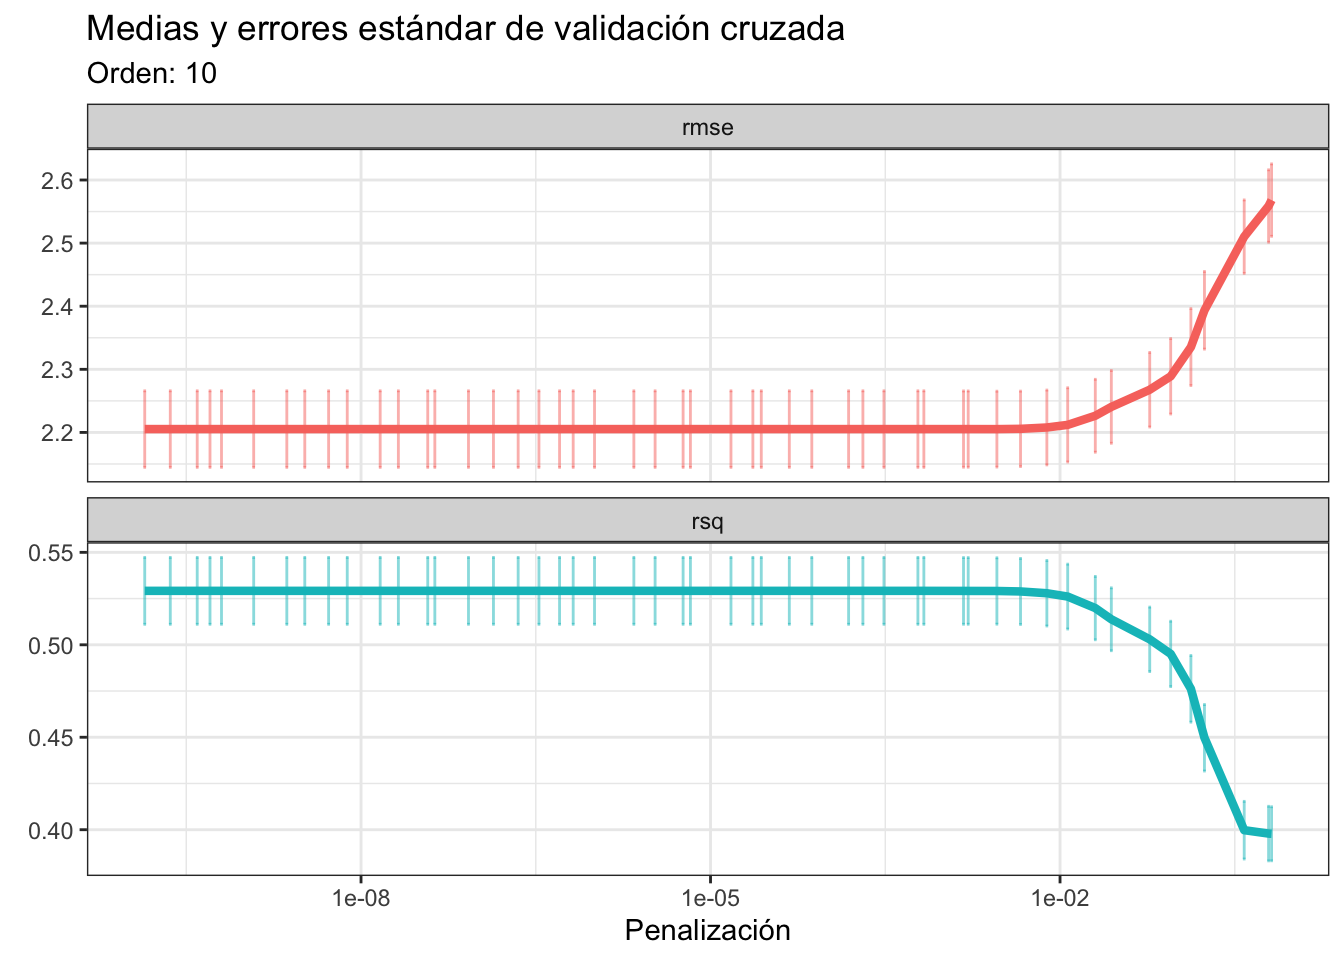 Medias y errores estándar de validación cruzada
Orden: 10
rmse
2.6
2.5
2.4
2.3
2.2
rsq
0.55
0.50
0.45
0.40
1e-08 1e-05 1e-02
Penalización